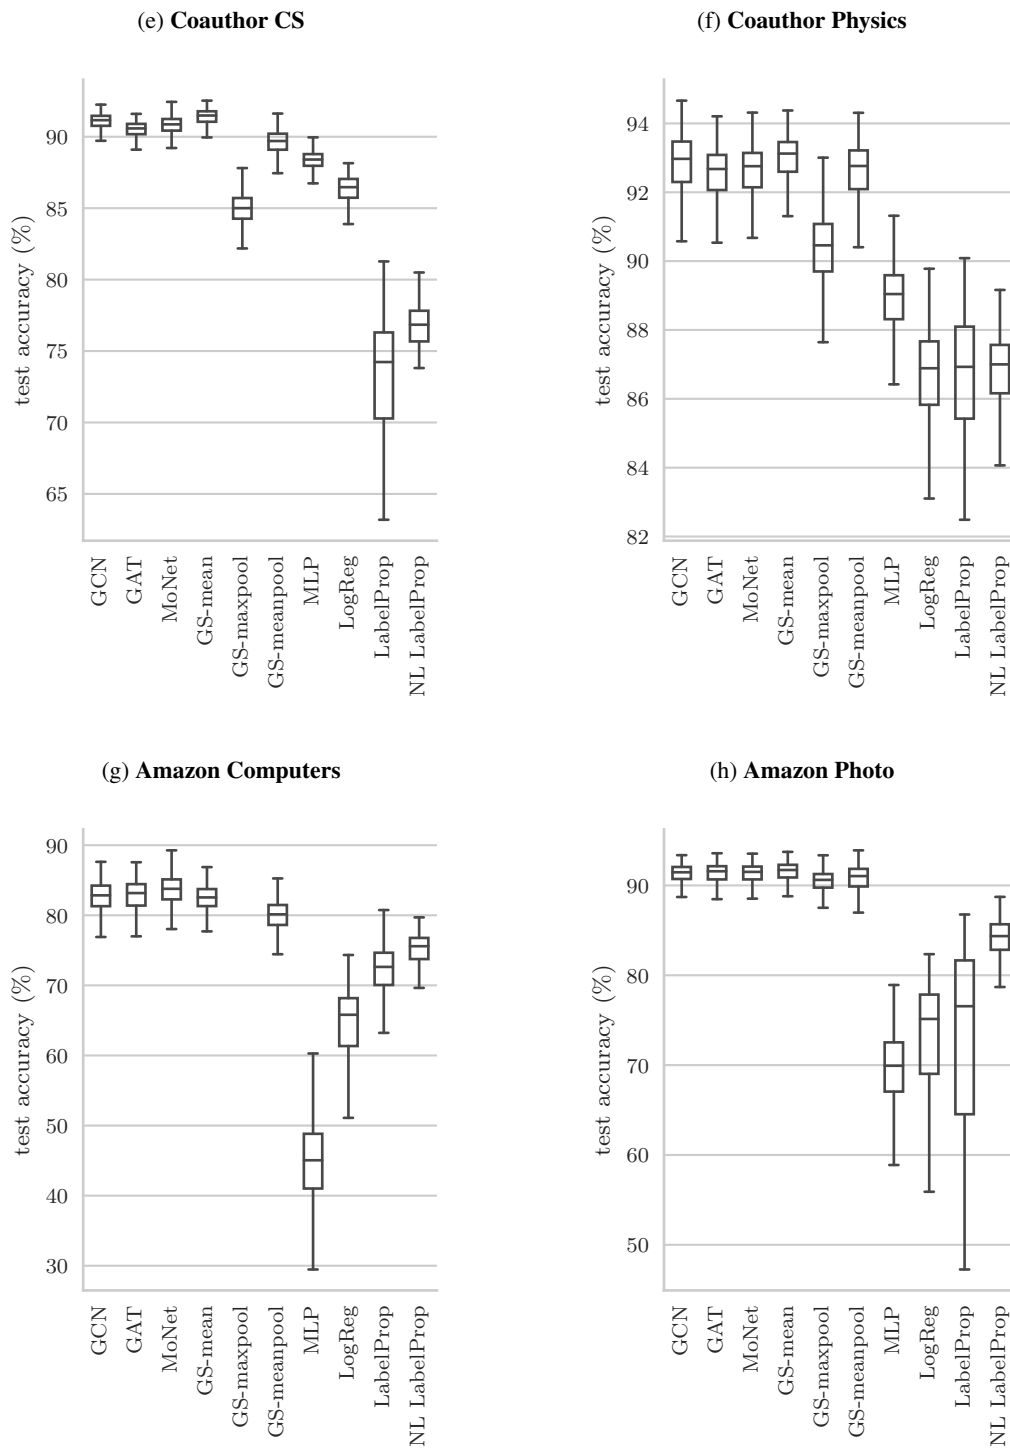 (e) Coauthor CS
test accuracy (%)
90
85
80
75
70
65
GCN
GAT
MoNet
GS-mean
GS-maxpool
GS-meanpool
MLP
LogReg
LabelProp
NL LabelProp
(f) Coauthor Physics
test accuracy (%)
94
92
90
88
86
84
82
GCN
GAT
MoNet
GS-mean
GS-maxpool
GS-meanpool
MLP
LogReg
LabelProp
NL LabelProp
(g) Amazon Computers
test accuracy (%)
90
80
70
60
50
40
30
GCN
GAT
MoNet
GS-mean
GS-maxpool
GS-meanpool
MLP
LogReg
LabelProp
NL LabelProp
(h) Amazon Photo
test accuracy (%)
90
80
70
60
50
GCN
GAT
MoNet
GS-mean
GS-maxpool
GS-meanpool
MLP
LogReg
LabelProp
NL LabelProp